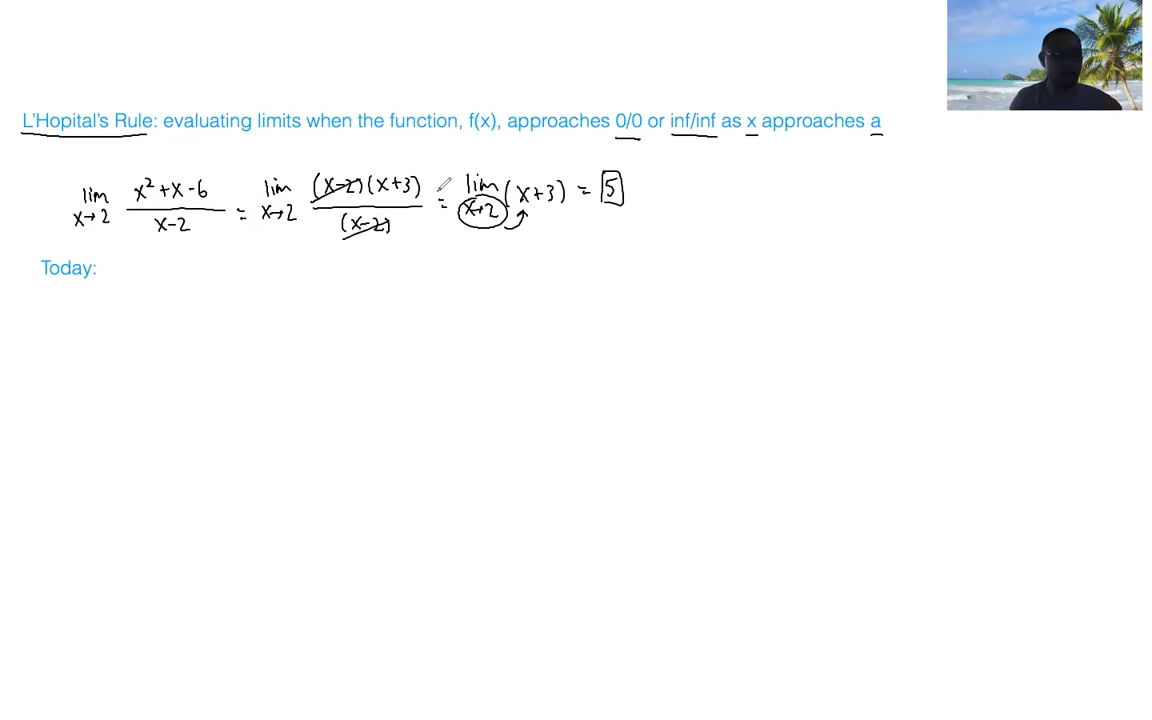 L'Hopital's Rule: evaluating limits when the function, f(x), approaches 0/0 or inf/inf as x approaches a
lim x→2 (x² + x - 6)/(x - 2) = lim x→2 (x-2)(x+3)/(x-2) = lim x→2 (x+3) = 5
Today: